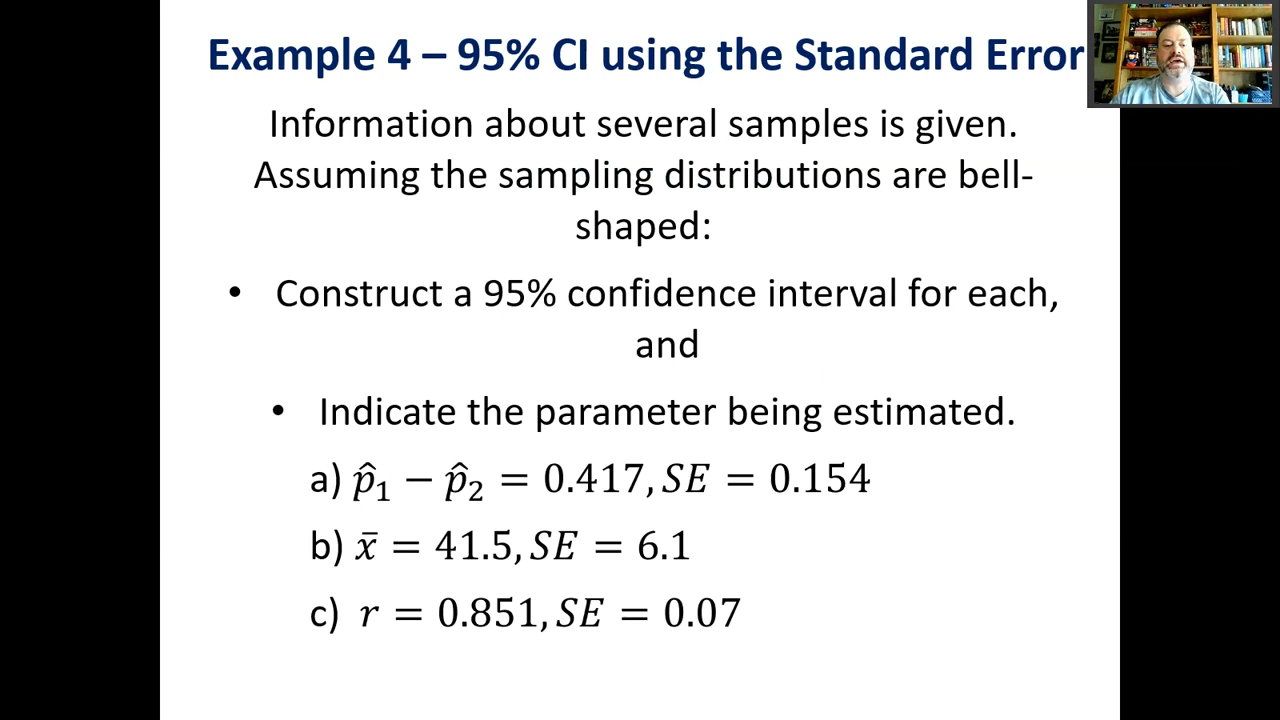 Example 4 – 95% CI using the Standard Error
Information about several samples is given.
Assuming the sampling distributions are bell-
shaped:
• Construct a 95% confidence interval for each,
and
• Indicate the parameter being estimated.
a) p̂₁ − p̂₂ = 0.417, SE = 0.154
b) x̄ = 41.5, SE = 6.1
c) r = 0.851, SE = 0.07